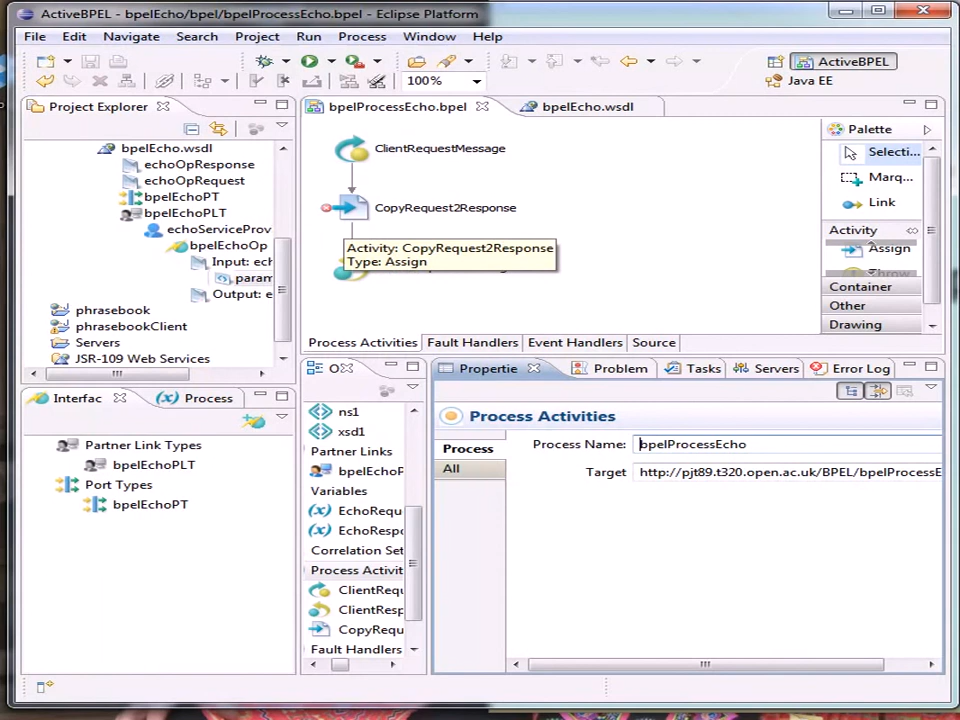 ActiveBPEL - bpelEcho/bpel/bpelProcessEcho.bpel - Eclipse Platform
File Edit Navigate Search Project Run Process Window Help
100%
ActiveBPEL
Java EE
Project Explorer
bpelEcho.wsdl
echoOpResponse
echoOpRequest
bpelEchoPT
bpelEchoPLT
echoServiceProv
bpelEchoOp
Input: ech
param
Output: e
phrasebook
phrasebookClient
Servers
JSR-109 Web Services
bpelProcessEcho.bpel
bpelEcho.wsdl
ClientRequestMessage
CopyRequest2Response
Activity: CopyRequest2Response
Type: Assign
Process Activities Fault Handlers Event Handlers Source
Palette
Selecti...
Marq...
Link
Activity
Assign
Container
Other
Drawing
Interfac
(x) Process
Partner Link Types
bpelEchoPLT
Port Types
bpelEchoPT
O
ns1
xsd1
Partner Links
bpelEchoP
Variables
(x) EchoRequ
(x) EchoRespo
Correlation Set
Process Activit
ClientRequ
ClientResp
CopyRequ
Fault Handlers
Propertie
Problem
Tasks
Servers
Error Log
Process Activities
Process
All
Process Name: bpelProcessEcho
Target http://pjt89.t320.open.ac.uk/BPEL/bpelProcessE